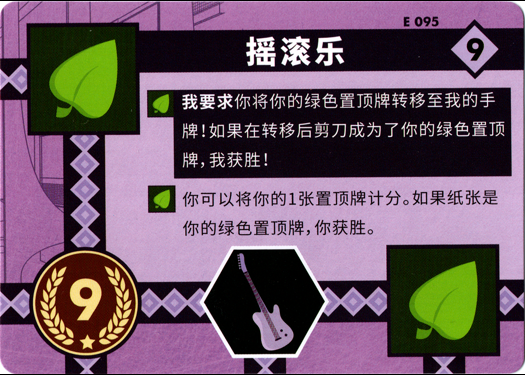 E 095
摇滚乐
9
我要求你将你的绿色置顶牌转移至我的手
牌！如果在转移后剪刀成为了你的绿色置顶
牌，我获胜！
你可以将你的1张置顶牌计分。如果纸张是
你的绿色置顶牌，你获胜。
9